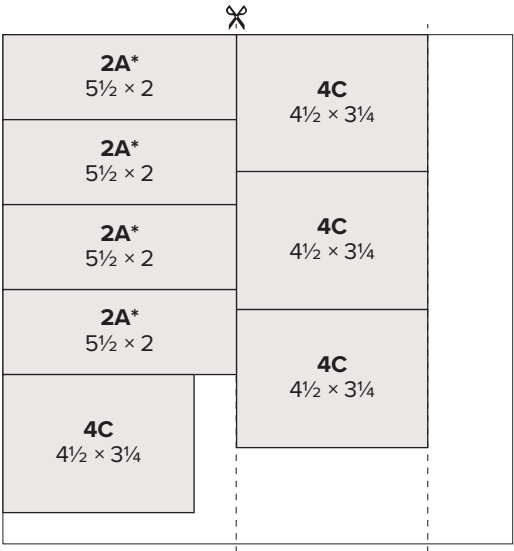 2A*
5½ × 2
2A*
5½ × 2
2A*
5½ × 2
2A*
5½ × 2
4C
4½ × 3¼
4C
4½ × 3¼
4C
4½ × 3¼
4C
4½ × 3¼